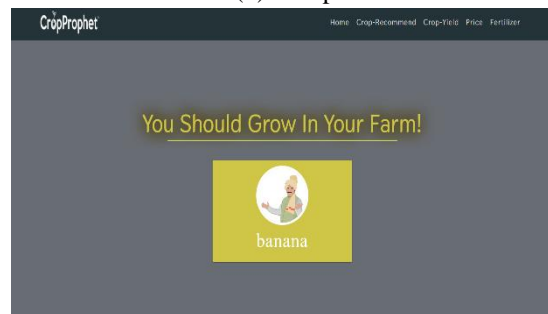 CropProphet
Home Crop-Recommend Crop-Yield Price Fertilizer
You Should Grow In Your Farm!
banana